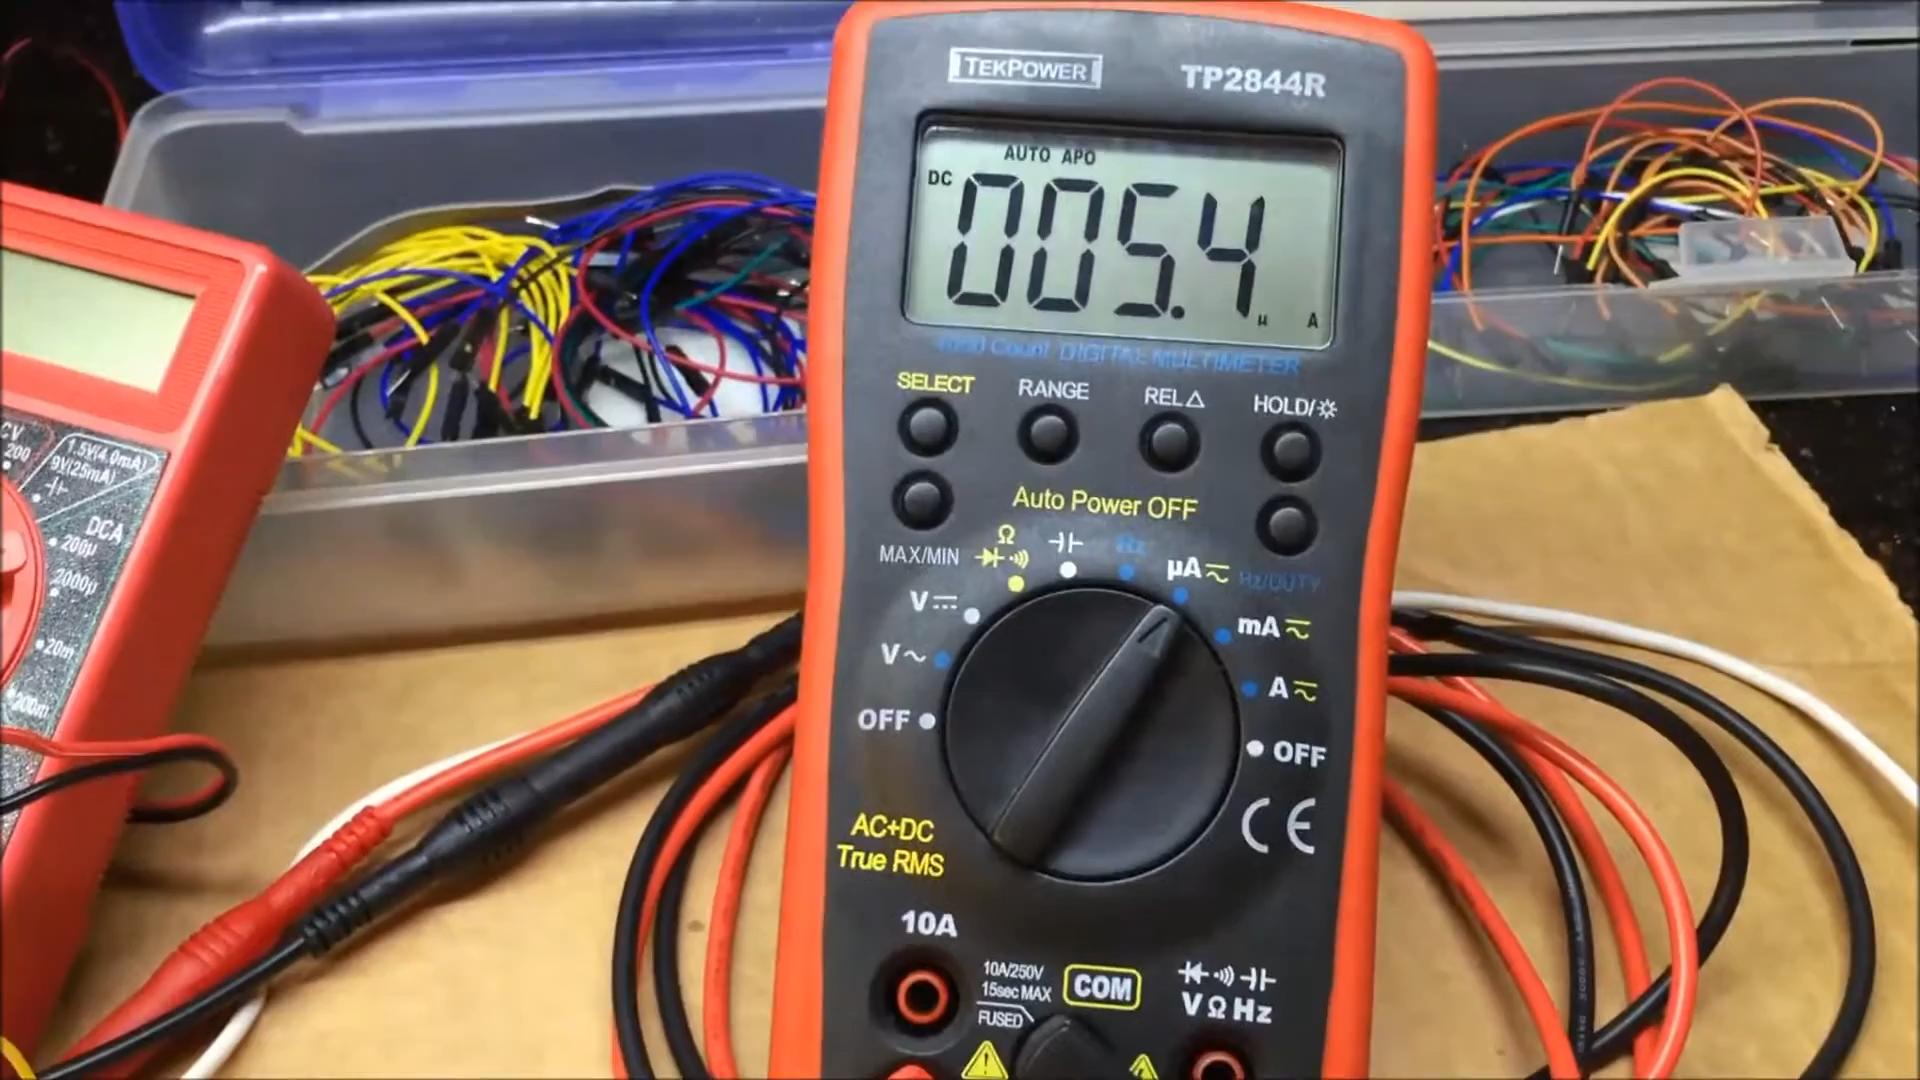 TEKPOWER
TP2844R
AUTO APO
DC
005.4
µ A
Count DIGITAL MULTIMETER
SELECT
RANGE
REL△
HOLD/
Auto Power OFF
MAX/MIN
Ω
Hz
µA
Hz/DUTY
V
mA
V~
A
OFF
OFF
CE
AC+DC
True RMS
10A
10A/250V
15secMAX
FUSED
COM
VΩHz
200
1.5V(4.0mA)
9V(25mA)
DCA
200µ
2000µ
20m
200m